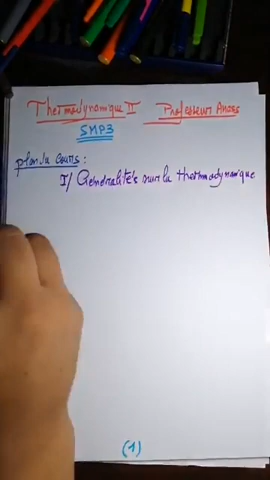 Thermodynamique II Professeur Anass
SMP3
plan du cours :
I/ Généralités sur la thermodynamique
(1)